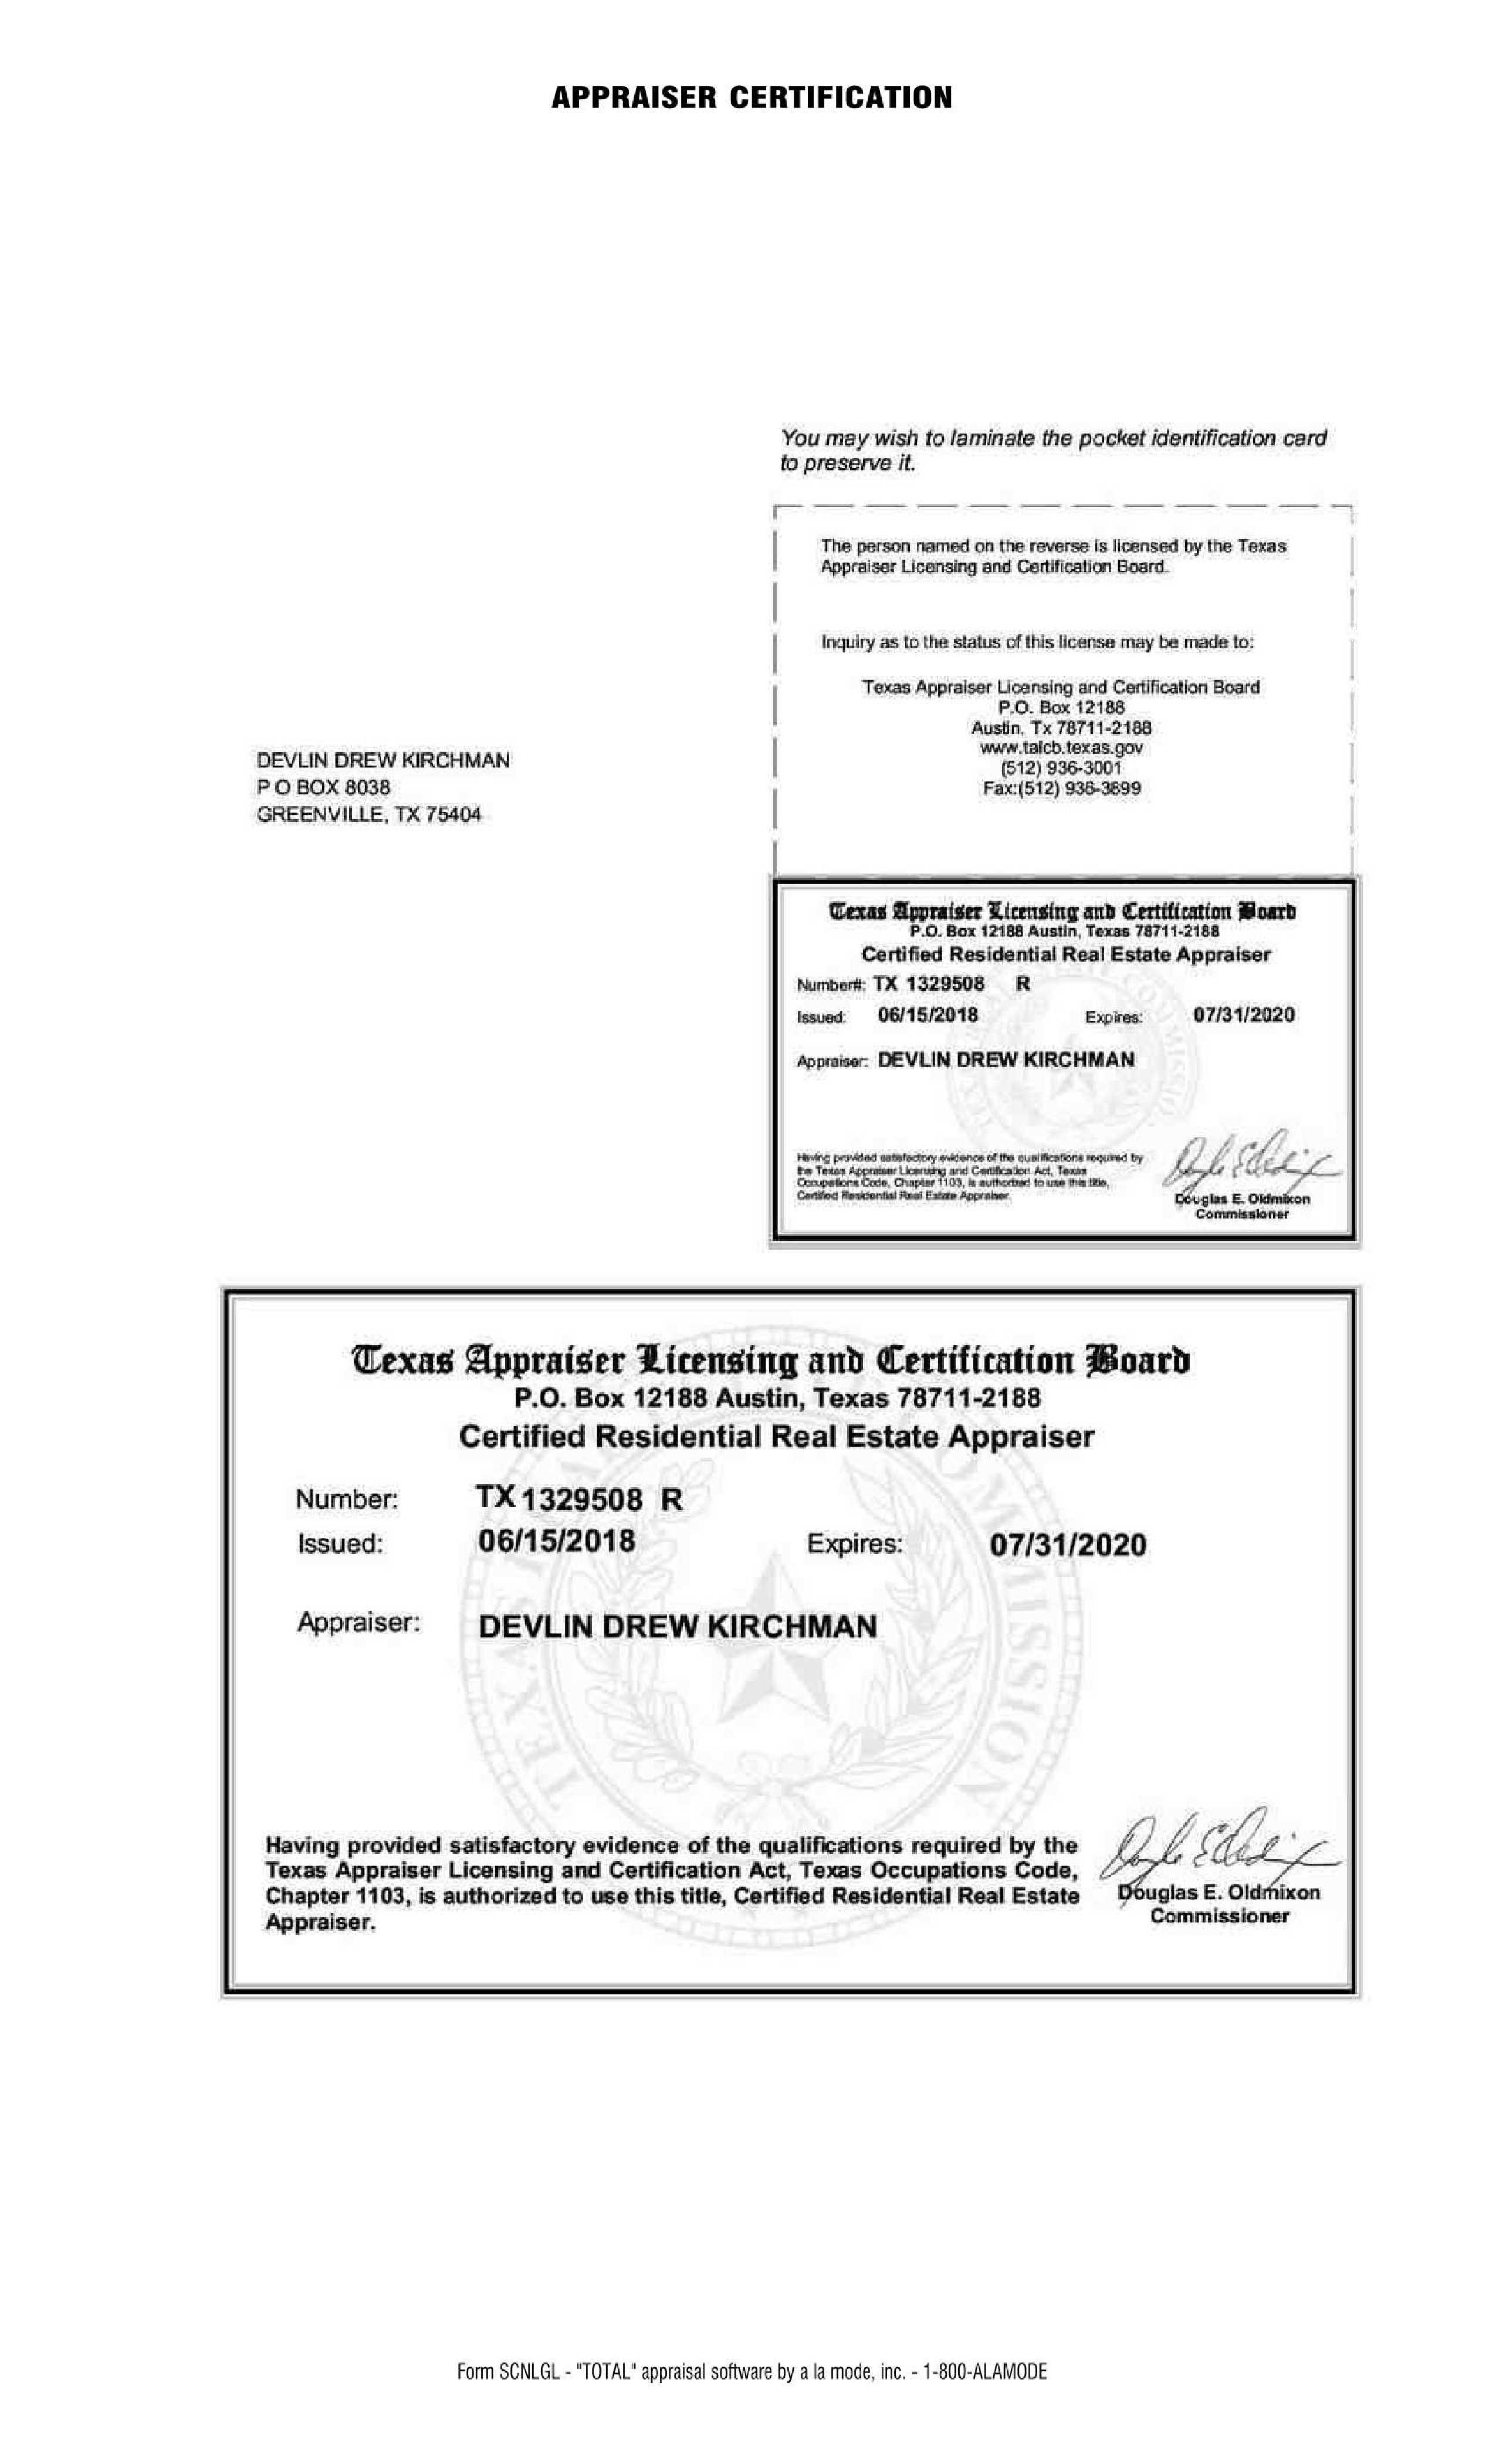 APPRAISER CERTIFICATION
You may wish to laminate the pocket identification card
to preserve it.
The person named on the reverse is licensed by the Texas
Appraiser Licensing and Certification Board.
Inquiry as to the status of this license may be made to:
Texas Appraiser Licensing and Certification Board
P.O. Box 12188
Austin, Tx 78711-2188
www.talcb.texas.gov
(512) 936-3001
Fax:(512) 936-3899
DEVLIN DREW KIRCHMAN
P O BOX 8038
GREENVILLE, TX 75404
Texas Appraiser Licensing and Certification Board
P.O. Box 12188 Austin, Texas 78711-2188
Certified Residential Real Estate Appraiser
Number#: TX 1329508 R
Issued: 06/15/2018 Expires: 07/31/2020
Appraiser: DEVLIN DREW KIRCHMAN
Having provided satisfactory evidence of the qualifications required by
the Texas Appraiser Licensing and Certification Act, Texas
Occupations Code, Chapter 1103, is authorized to use this title,
Certified Residential Real Estate Appraiser.
Douglas E. Oldmixon
Commissioner
Texas Appraiser Licensing and Certification Board
P.O. Box 12188 Austin, Texas 78711-2188
Certified Residential Real Estate Appraiser
Number: TX 1329508 R
Issued: 06/15/2018 Expires: 07/31/2020
Appraiser: DEVLIN DREW KIRCHMAN
Having provided satisfactory evidence of the qualifications required by the
Texas Appraiser Licensing and Certification Act, Texas Occupations Code,
Chapter 1103, is authorized to use this title, Certified Residential Real Estate
Appraiser.
Douglas E. Oldmixon
Commissioner
Form SCNLGL - "TOTAL" appraisal software by a la mode, inc. - 1-800-ALAMODE